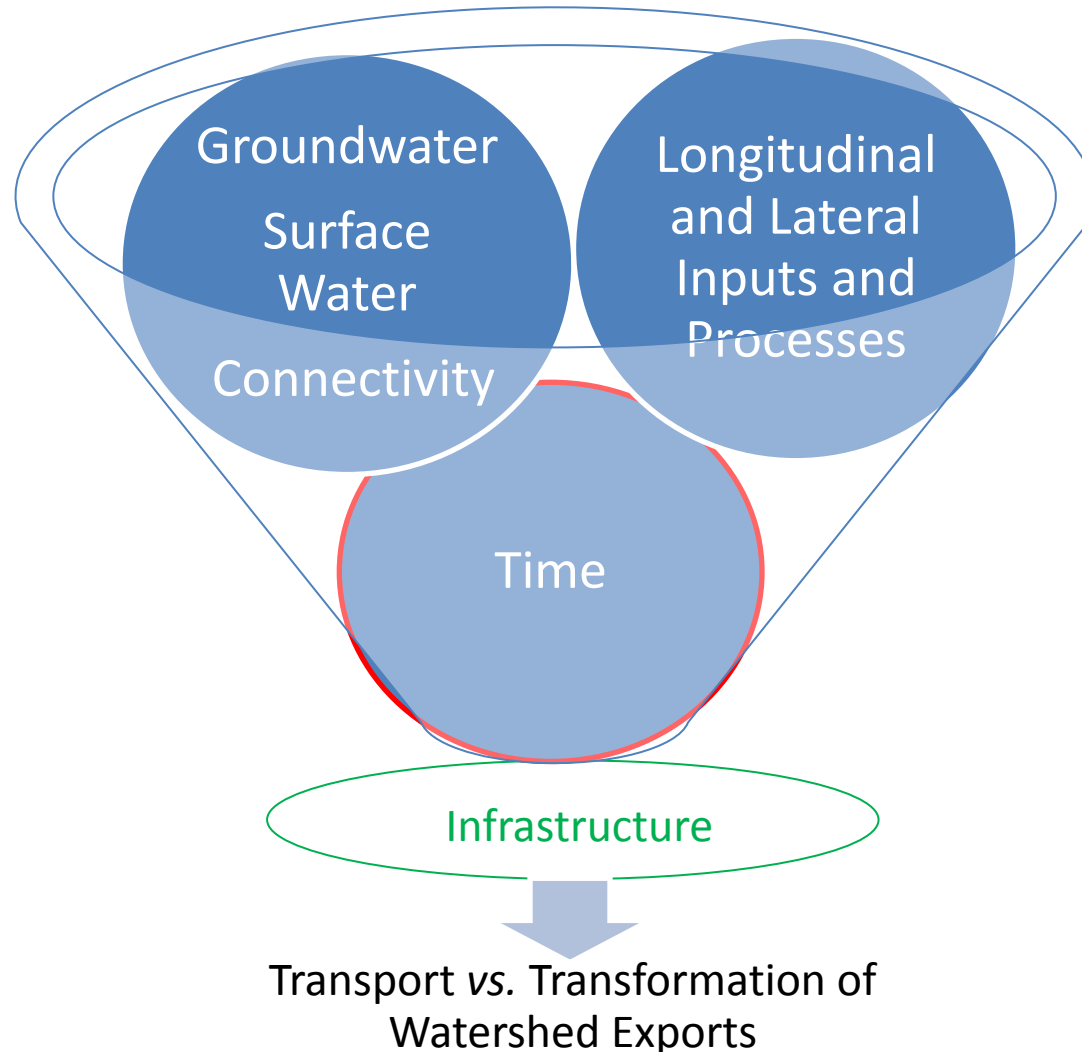 Groundwater
Surface
Water
Connectivity
Longitudinal
and Lateral
Inputs and
Processes
Time
Infrastructure
Transport vs. Transformation of
Watershed Exports